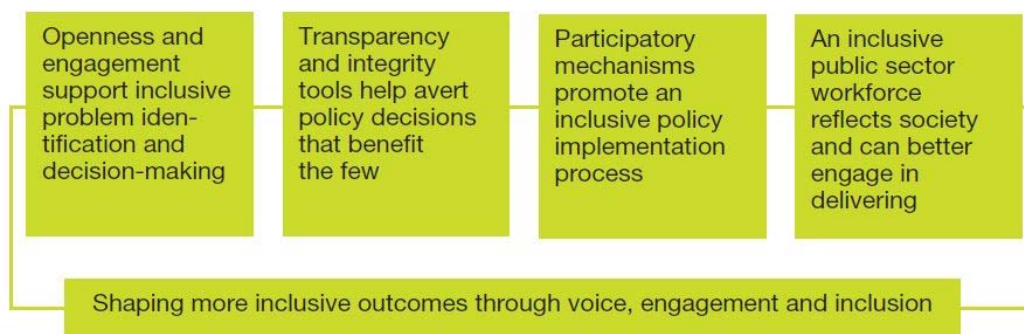 Openness and
engagement
support inclusive
problem iden-
tification and
decision-making
Transparency
and integrity
tools help avert
policy decisions
that benefit
the few
Participatory
mechanisms
promote an
inclusive policy
implementation
process
An inclusive
public sector
workforce
reflects society
and can better
engage in
delivering
Shaping more inclusive outcomes through voice, engagement and inclusion